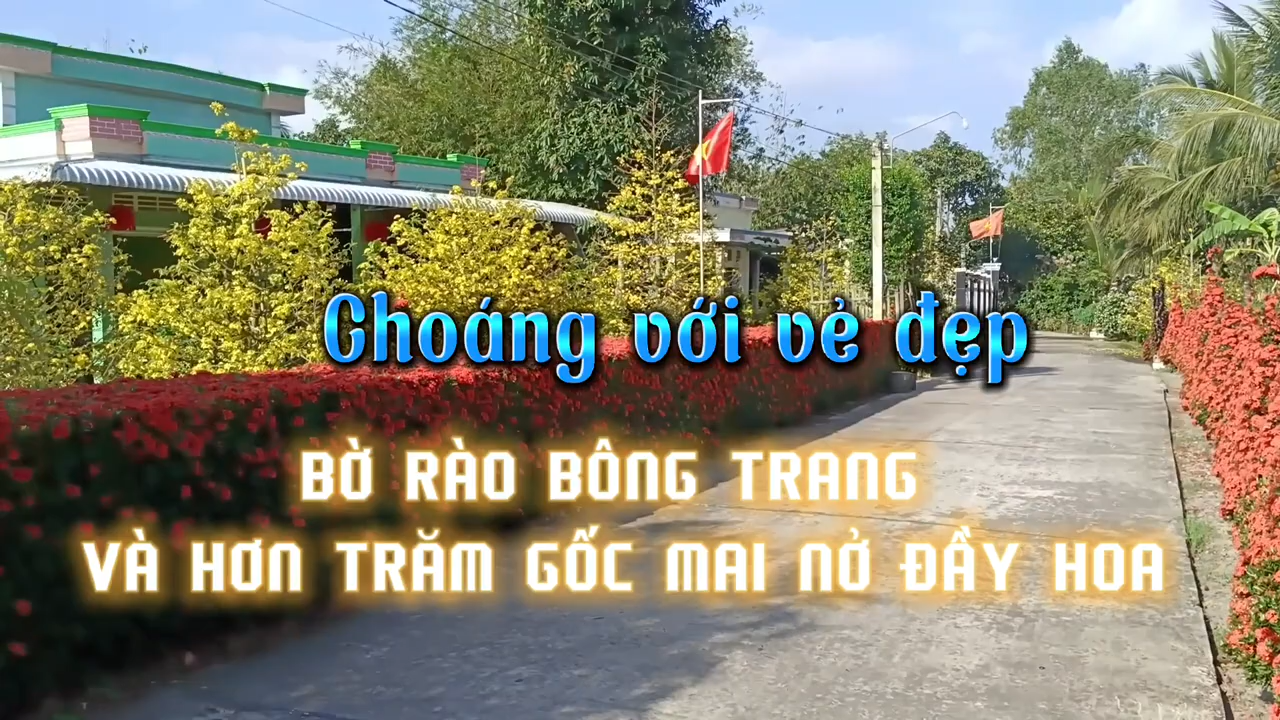 Choáng với vẻ đẹp
BỜ RÀO BÔNG TRANG
VÀ HƠN TRĂM GỐC MAI NỞ ĐẦY HOA